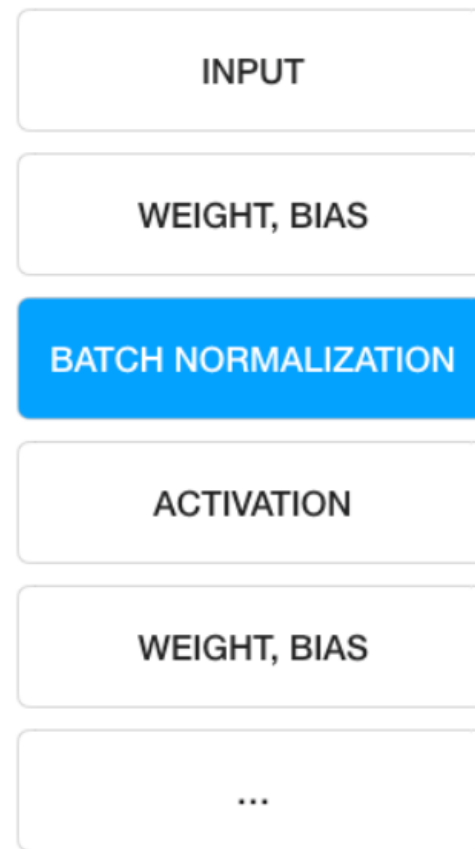 INPUT
WEIGHT, BIAS
BATCH NORMALIZATION
ACTIVATION
WEIGHT, BIAS
...